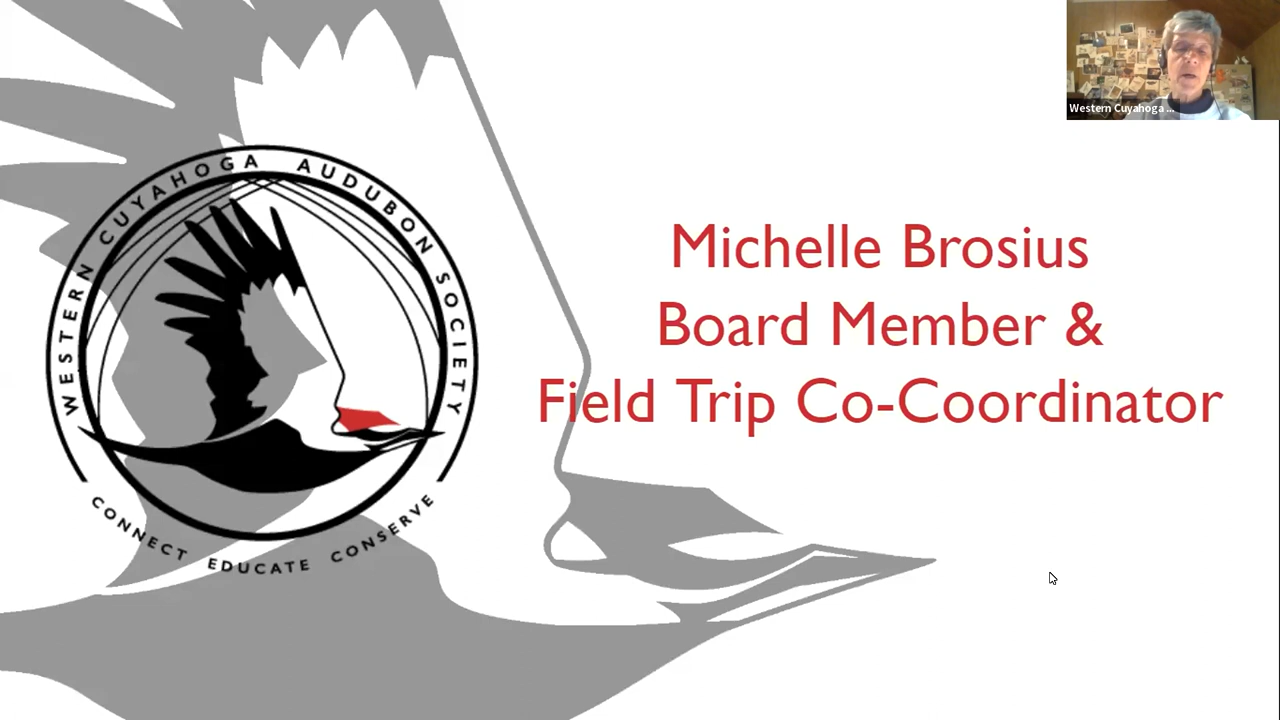 Western Cuyahoga ...
WESTERN CUYAHOGA AUDUBON SOCIETY
CONNECT EDUCATE CONSERVE
Michelle Brosius
Board Member &
Field Trip Co-Coordinator